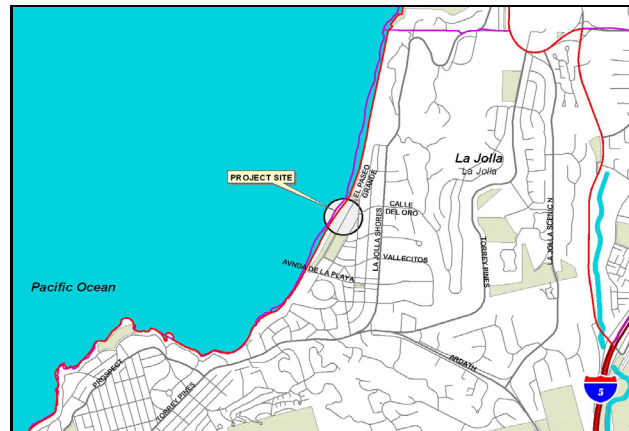 La Jolla
La Jolla
PROJECT SITE
EL PASEO
GRANDE
CALLE
DEL ORO
LA JOLLA SHORES
VALLECITOS
AVNDA DE LA PLAYA
TORREY PINES
LA JOLLA SCENIC N
Pacific Ocean
ARDATH
PROSPECT
TORREY PINES
5